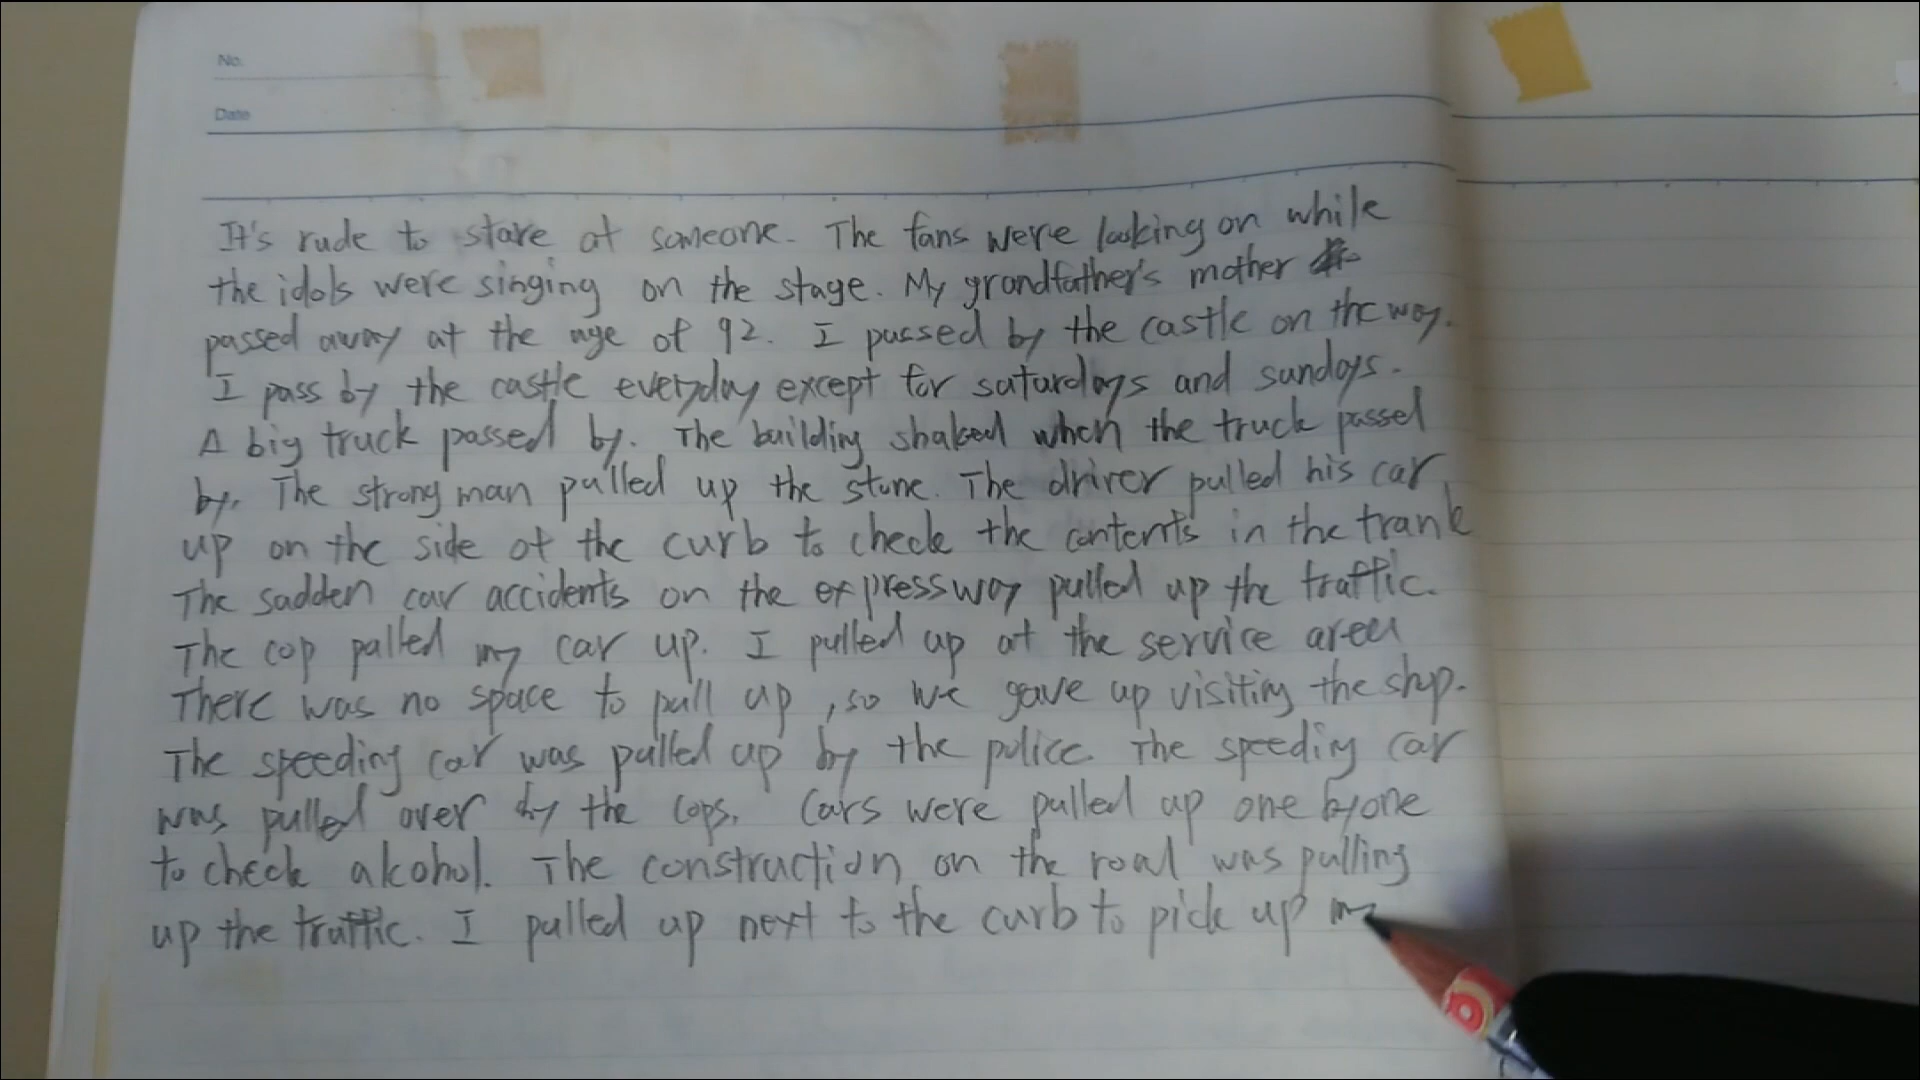 No.
Date
It's rude to stare at someone. The fans were looking on while
the idols were singing on the stage. My grandfather's mother
passed away at the age of 92. I passed by the castle on the way.
I pass by the castle everyday except for saturdays and sundays.
A big truck passed by. The building shaked when the truck passed
by. The strong man pulled up the stone. The driver pulled his car
up on the side of the curb to check the contents in the trank
The sadden car accidents on the expressway pulled up the traffic.
The cop palled my car up. I pulled up at the service area
There was no space to pull up, so we gave up visiting the shop.
The speeding car was pulled up by the police. The speeding car
was pulled over by the cops. Cars were pulled up one by one
to check alcohol. The construction on the road was pulling
up the traffic. I pulled up next to the curb to pick up my